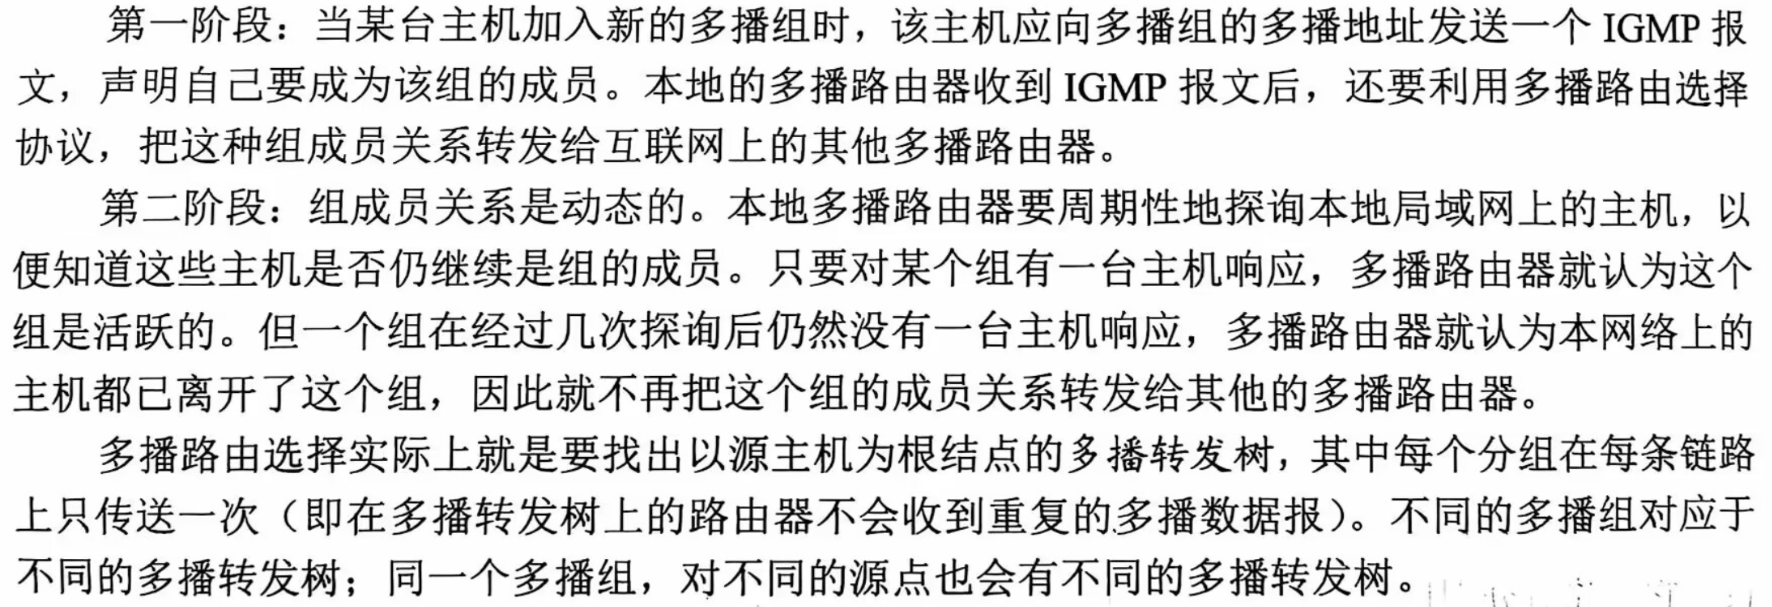 第一阶段：当某台主机加入新的多播组时，该主机应向多播组的多播地址发送一个 IGMP 报
文，声明自己要成为该组的成员。本地的多播路由器收到 IGMP 报文后，还要利用多播路由选择
协议，把这种组成员关系转发给互联网上的其他多播路由器。
第二阶段：组成员关系是动态的。本地多播路由器要周期性地探询本地局域网上的主机，以
便知道这些主机是否仍继续是组的成员。只要对某个组有一台主机响应，多播路由器就认为这个
组是活跃的。但一个组在经过几次探询后仍然没有一台主机响应，多播路由器就认为本网络上的
主机都已离开了这个组，因此就不再把这个组的成员关系转发给其他的多播路由器。
多播路由选择实际上就是要找出以源主机为根结点的多播转发树，其中每个分组在每条链路
上只传送一次（即在多播转发树上的路由器不会收到重复的多播数据报）。不同的多播组对应于
不同的多播转发树；同一个多播组，对不同的源点也会有不同的多播转发树。